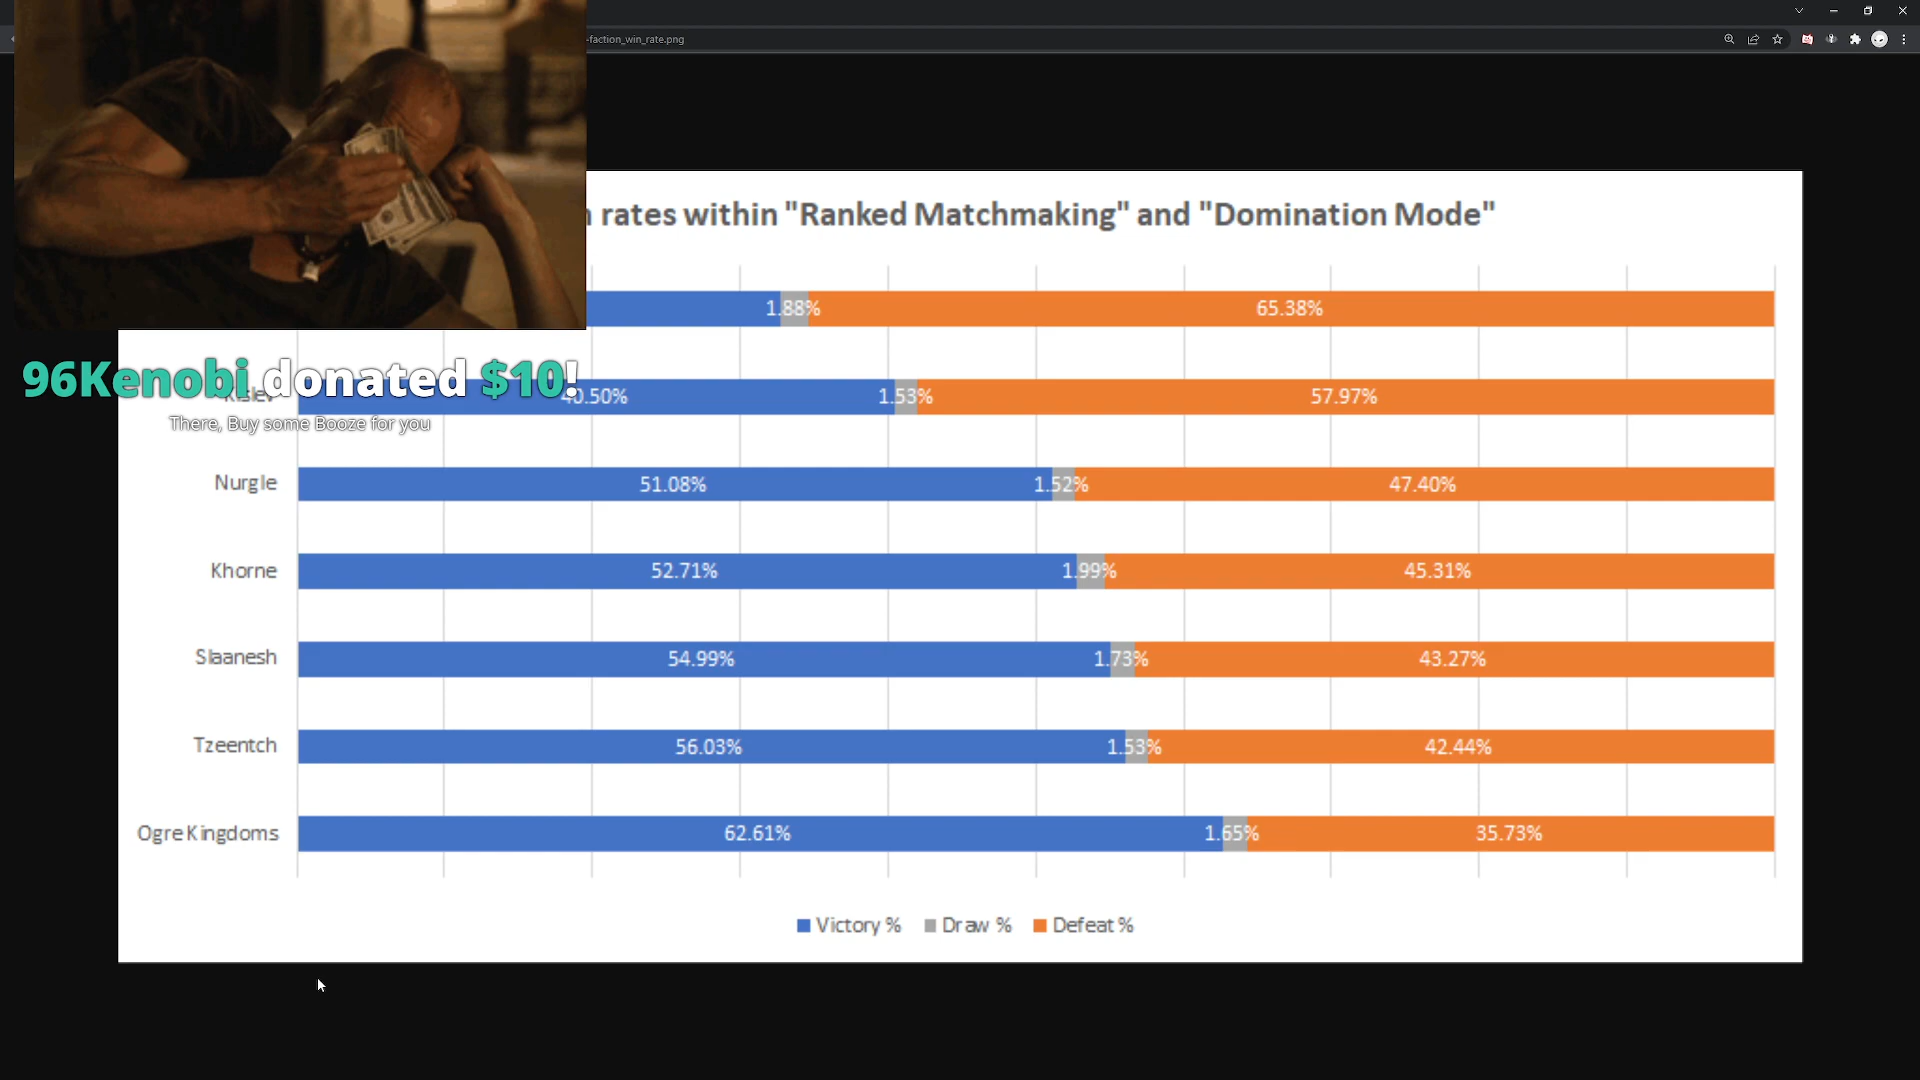 -faction_win_rate.png
rates within "Ranked Matchmaking" and "Domination Mode"
1.88% 65.38%
96Kenobi donated $10!
40.50% 1.53% 57.97%
There, Buy some Booze for you
Nurgle 51.08% 1.52% 47.40%
Khorne 52.71% 1.99% 45.31%
Slaanesh 54.99% 1.73% 43.27%
Tzeentch 56.03% 1.53% 42.44%
Ogre Kingdoms 62.61% 1.65% 35.73%
Victory % Draw % Defeat %